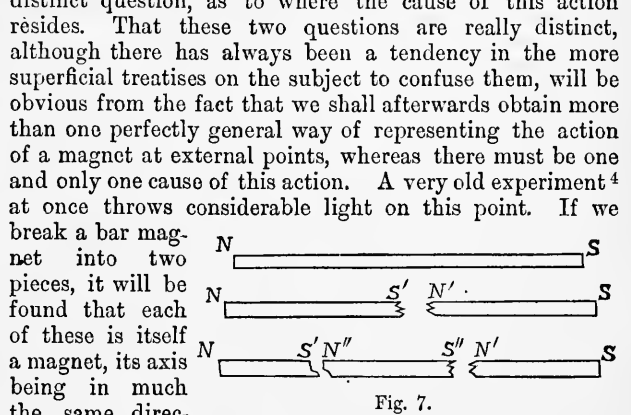 distinct question, as to where the cause of this action
resides. That these two questions are really distinct,
although there has always been a tendency in the more
superficial treatises on the subject to confuse them, will be
obvious from the fact that we shall afterwards obtain more
than one perfectly general way of representing the action
of a magnet at external points, whereas there must be one
and only one cause of this action. A very old experiment 4
at once throws considerable light on this point. If we
break a bar mag-
net into two
pieces, it will be
found that each
of these is itself
a magnet, its axis
being in much
the same direc-
N S
N S′ N′ S
N S′ N″ S″ N′ S
Fig. 7.